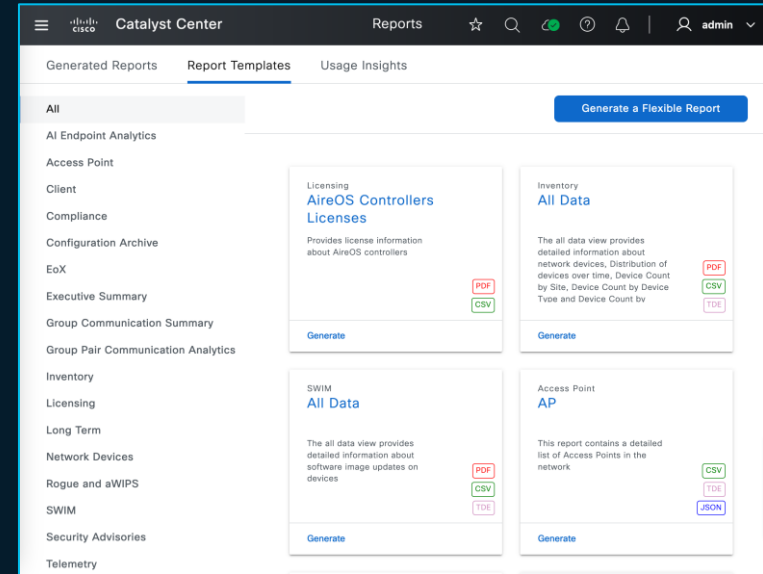 CISCO Catalyst Center
Reports
admin
Generated Reports
Report Templates
Usage Insights
All
AI Endpoint Analytics
Access Point
Client
Compliance
Configuration Archive
EoX
Executive Summary
Group Communication Summary
Group Pair Communication Analytics
Inventory
Licensing
Long Term
Network Devices
Rogue and aWIPS
SWIM
Security Advisories
Telemetry
Generate a Flexible Report
Licensing
AireOS Controllers
Licenses
Provides license information
about AireOS controllers
PDF
CSV
Generate
Inventory
All Data
The all data view provides
detailed information about
network devices, Distribution of
devices over time, Device Count
by Site, Device Count by Device
Type and Device Count by
PDF
CSV
TDE
Generate
SWIM
All Data
The all data view provides
detailed information about
software image updates on
devices
PDF
CSV
TDE
Generate
Access Point
AP
This report contains a detailed
list of Access Points in the
network
CSV
TDE
JSON
Generate